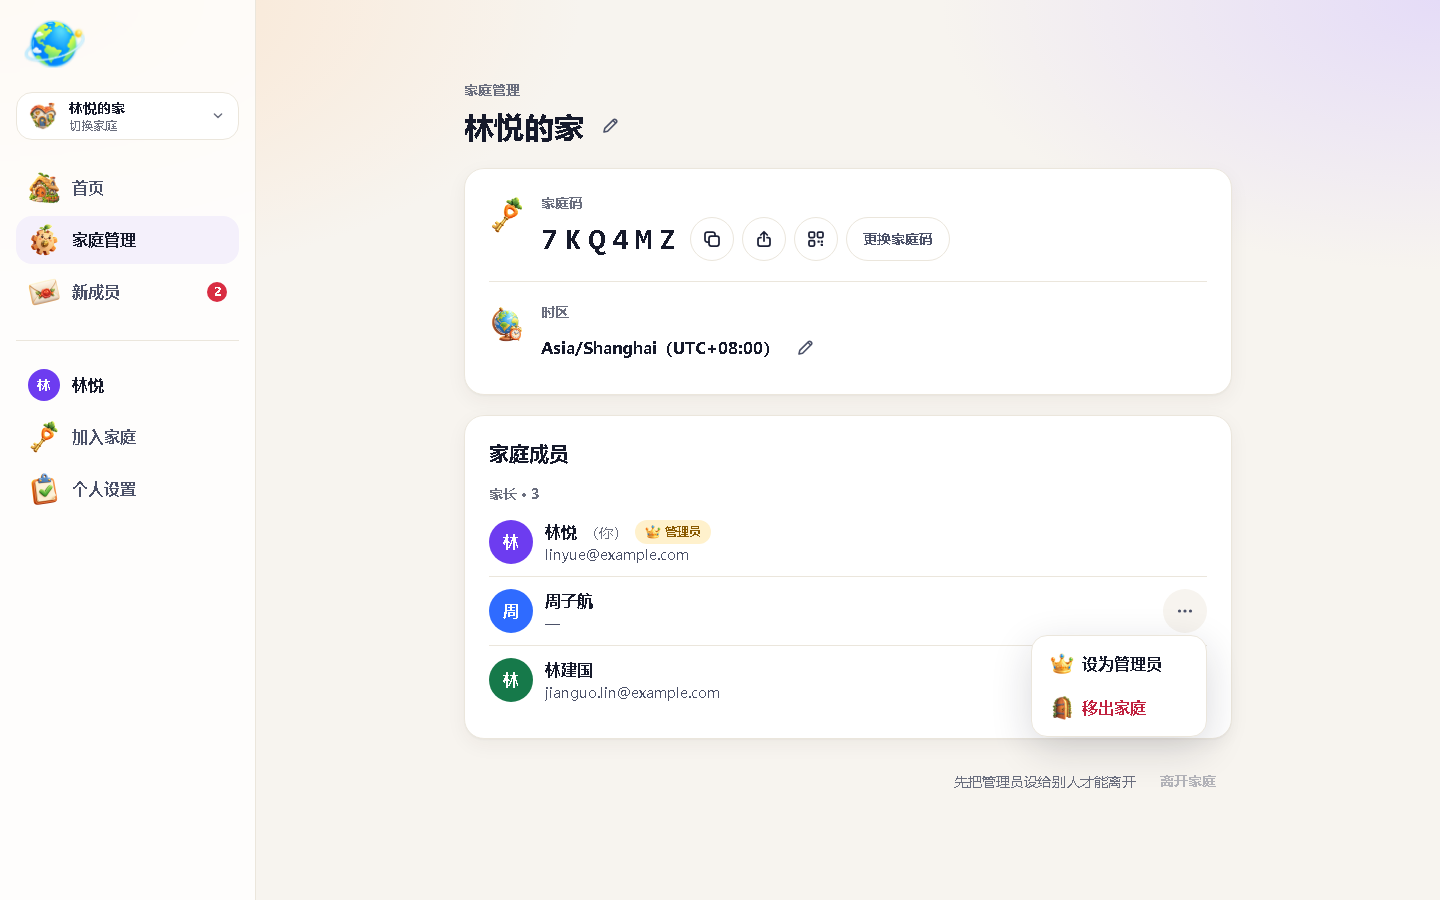 林悦的家
切换家庭
首页
家庭管理
新成员
2
林
林悦
加入家庭
个人设置
家庭管理
林悦的家
家庭码
7KQ4MZ
更换家庭码
时区
Asia/Shanghai（UTC+08:00）
家庭成员
家长 • 3
林
林悦 （你） 管理员
linyue@example.com
周
周子航
—
林
林建国
jianguo.lin@example.com
设为管理员
移出家庭
先把管理员设给别人才能离开 离开家庭